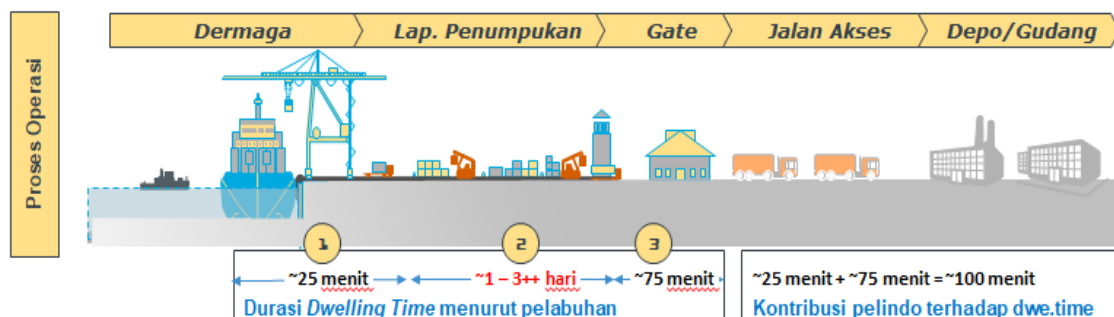 Proses Operasi
Dermaga
Lap. Penumpukan
Gate
Jalan Akses
Depo/Gudang
1
2
3
~25 menit
~1 – 3++ hari
~75 menit
Durasi Dwelling Time menurut pelabuhan
~25 menit + ~75 menit = ~100 menit
Kontribusi pelindo terhadap dwe.time